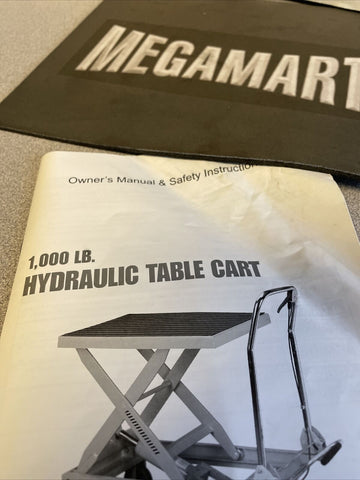 MEGAMART
Owner's Manual & Safety Instructio
1,000 LB.
HYDRAULIC TABLE CART